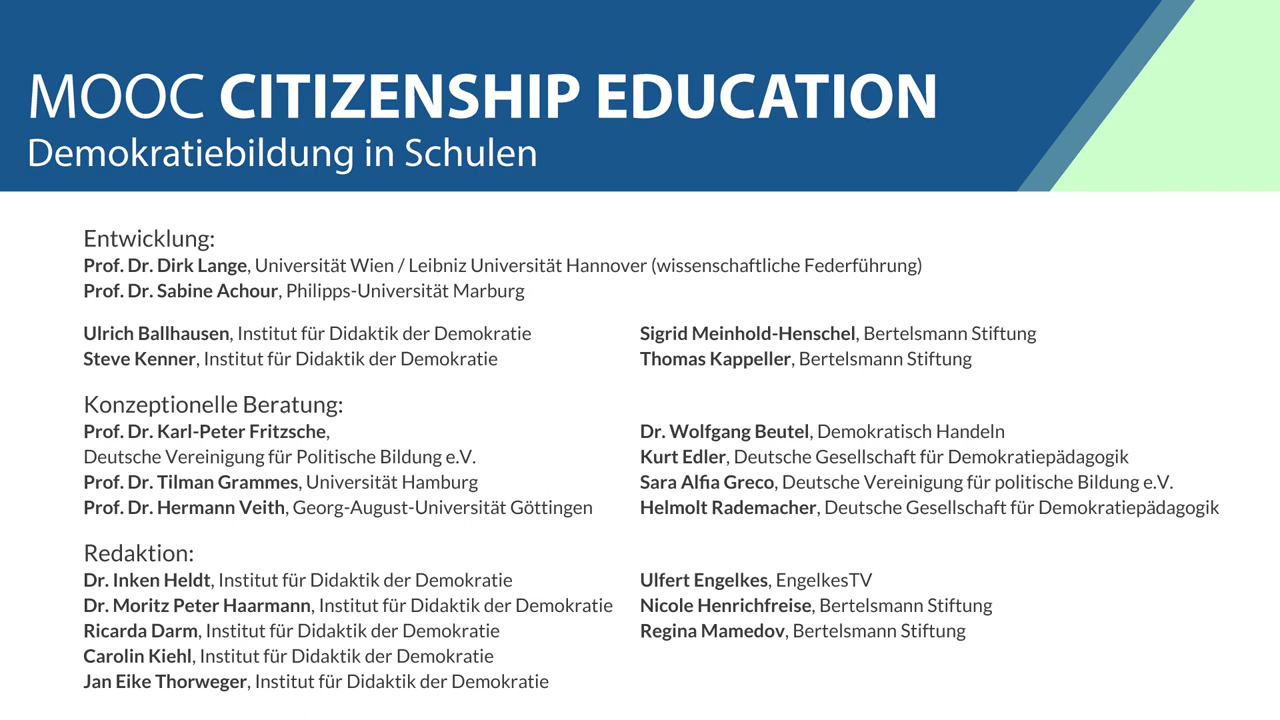 MOOC CITIZENSHIP EDUCATION
Demokratiebildung in Schulen
Entwicklung:
Prof. Dr. Dirk Lange, Universität Wien / Leibniz Universität Hannover (wissenschaftliche Federführung)
Prof. Dr. Sabine Achour, Philipps-Universität Marburg
Ulrich Ballhausen, Institut für Didaktik der Demokratie
Steve Kenner, Institut für Didaktik der Demokratie
Sigrid Meinhold-Henschel, Bertelsmann Stiftung
Thomas Kappeller, Bertelsmann Stiftung
Konzeptionelle Beratung:
Prof. Dr. Karl-Peter Fritzsche,
Deutsche Vereinigung für Politische Bildung e.V.
Prof. Dr. Tilman Grammes, Universität Hamburg
Prof. Dr. Hermann Veith, Georg-August-Universität Göttingen
Dr. Wolfgang Beutel, Demokratisch Handeln
Kurt Edler, Deutsche Gesellschaft für Demokratiepädagogik
Sara Alfia Greco, Deutsche Vereinigung für politische Bildung e.V.
Helmolt Rademacher, Deutsche Gesellschaft für Demokratiepädagogik
Redaktion:
Dr. Inken Heldt, Institut für Didaktik der Demokratie
Dr. Moritz Peter Haarmann, Institut für Didaktik der Demokratie
Ricarda Darm, Institut für Didaktik der Demokratie
Carolin Kiehl, Institut für Didaktik der Demokratie
Jan Eike Thorweger, Institut für Didaktik der Demokratie
Ulfert Engelkes, EngelkesTV
Nicole Henrichfreise, Bertelsmann Stiftung
Regina Mamedov, Bertelsmann Stiftung